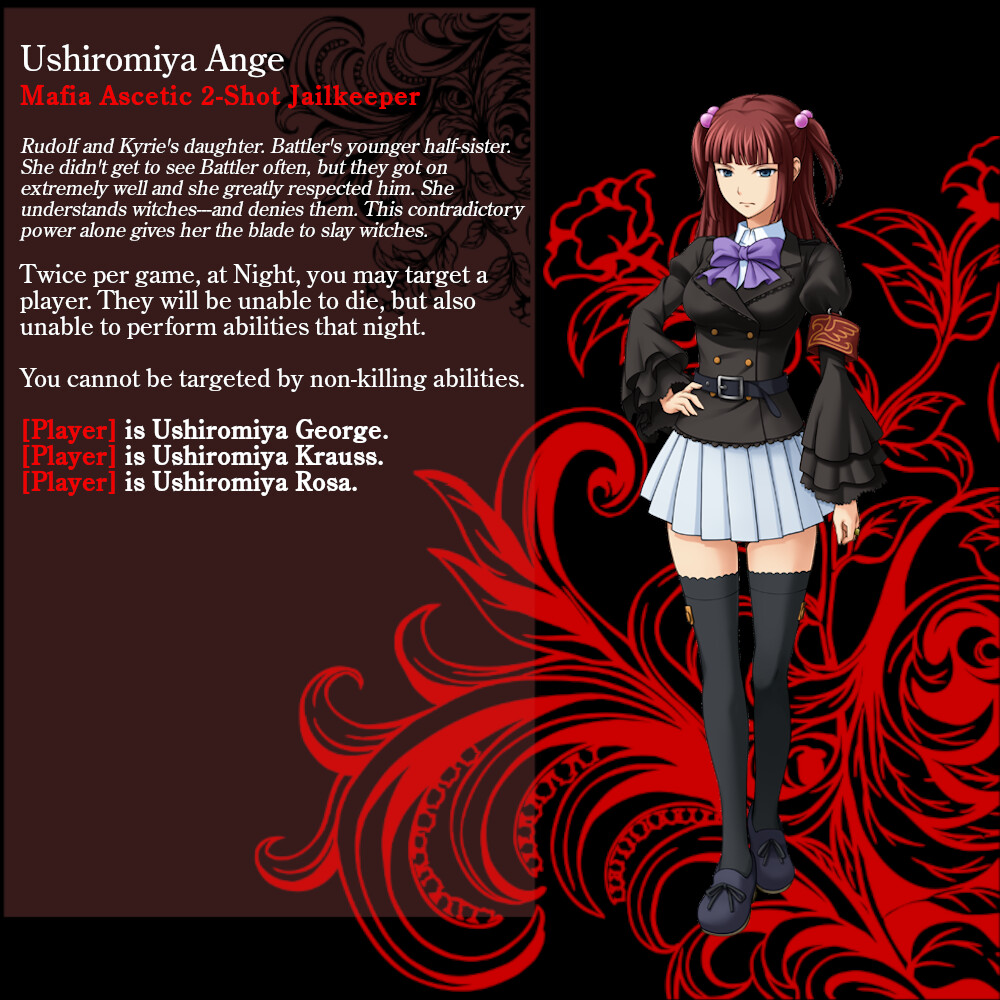 Ushiromiya Ange
Mafia Ascetic 2-Shot Jailkeeper
Rudolf and Kyrie's daughter. Battler's younger half-sister.
She didn't get to see Battler often, but they got on
extremely well and she greatly respected him. She
understands witches—and denies them. This contradictory
power alone gives her the blade to slay witches.
Twice per game, at Night, you may target a
player. They will be unable to die, but also
unable to perform abilities that night.
You cannot be targeted by non-killing abilities.
[Player] is Ushiromiya George.
[Player] is Ushiromiya Krauss.
[Player] is Ushiromiya Rosa.